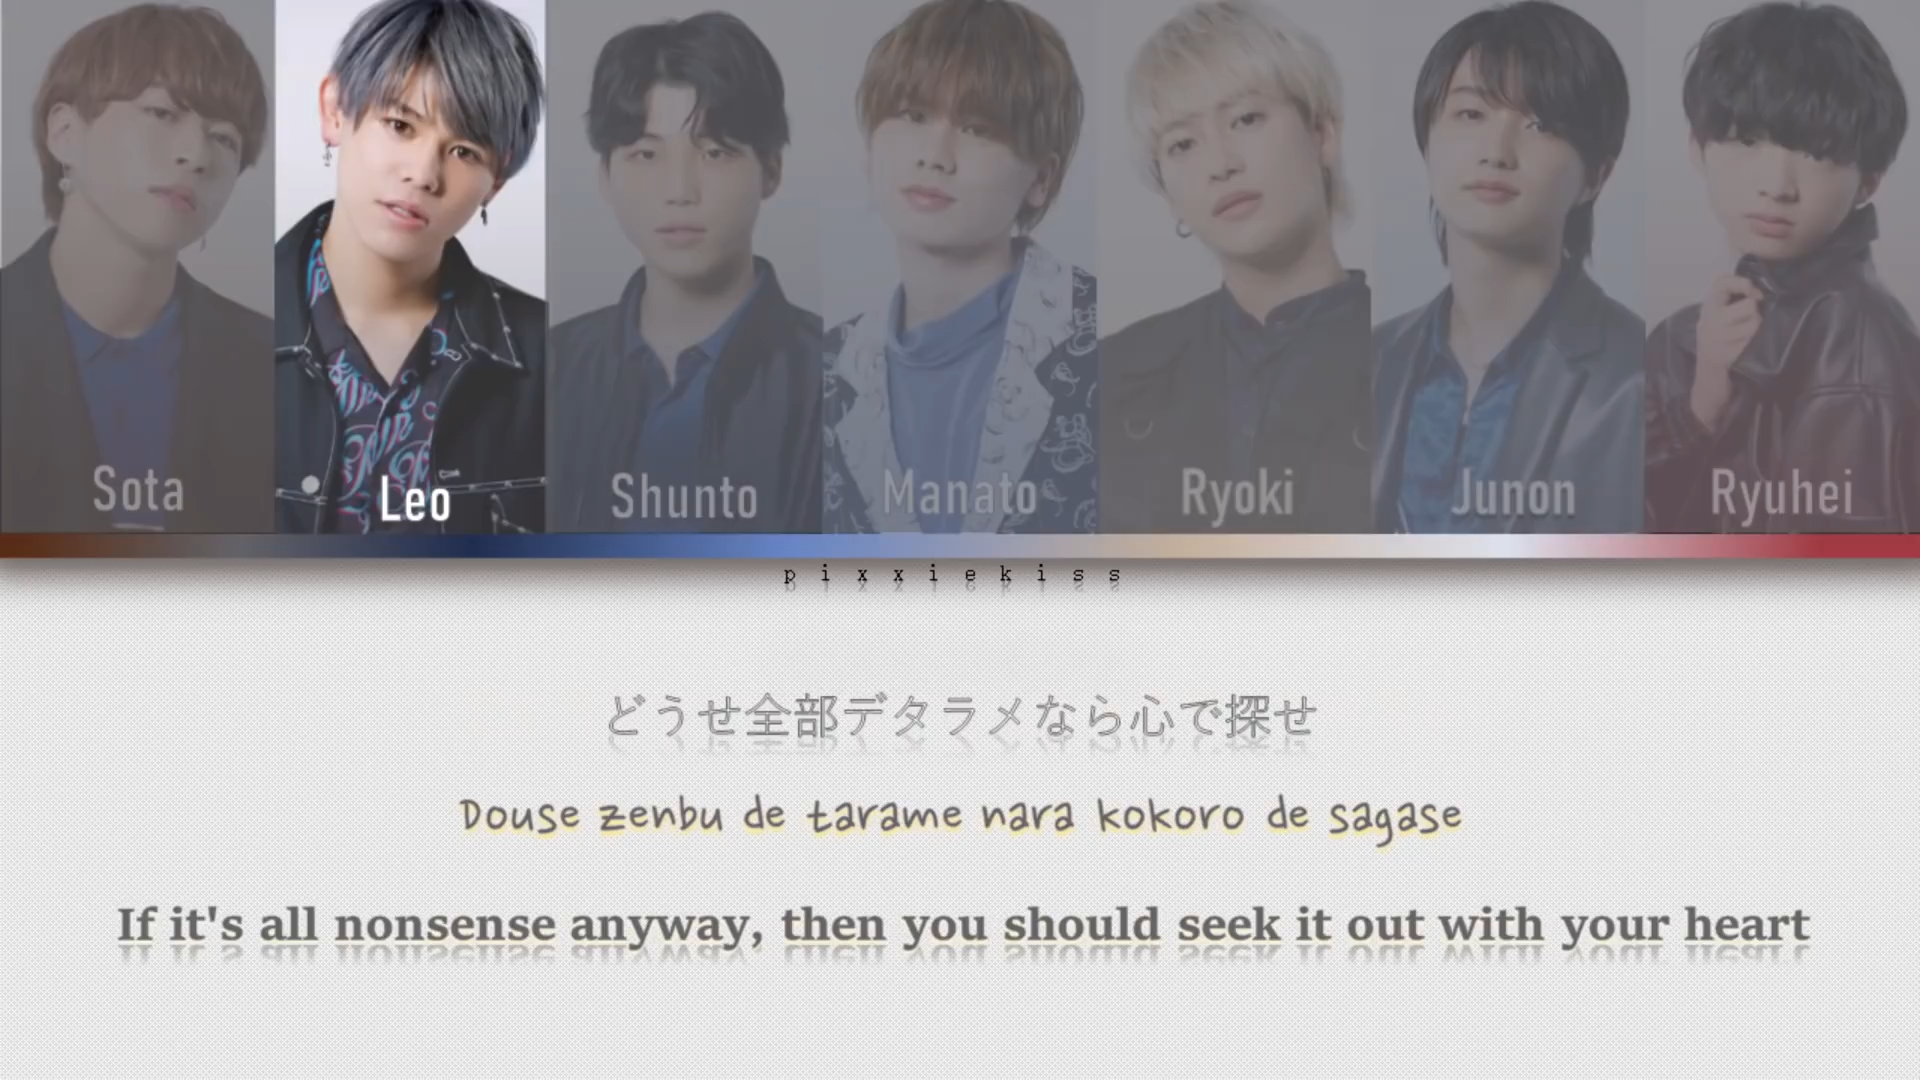 Sota Leo Shunto Manato Ryoki Junon Ryuhei
pixxiekiss
どうせ全部デタラメなら心で探せ
Douse zenbu de tarame nara kokoro de sagase
If it's all nonsense anyway, then you should seek it out with your heart